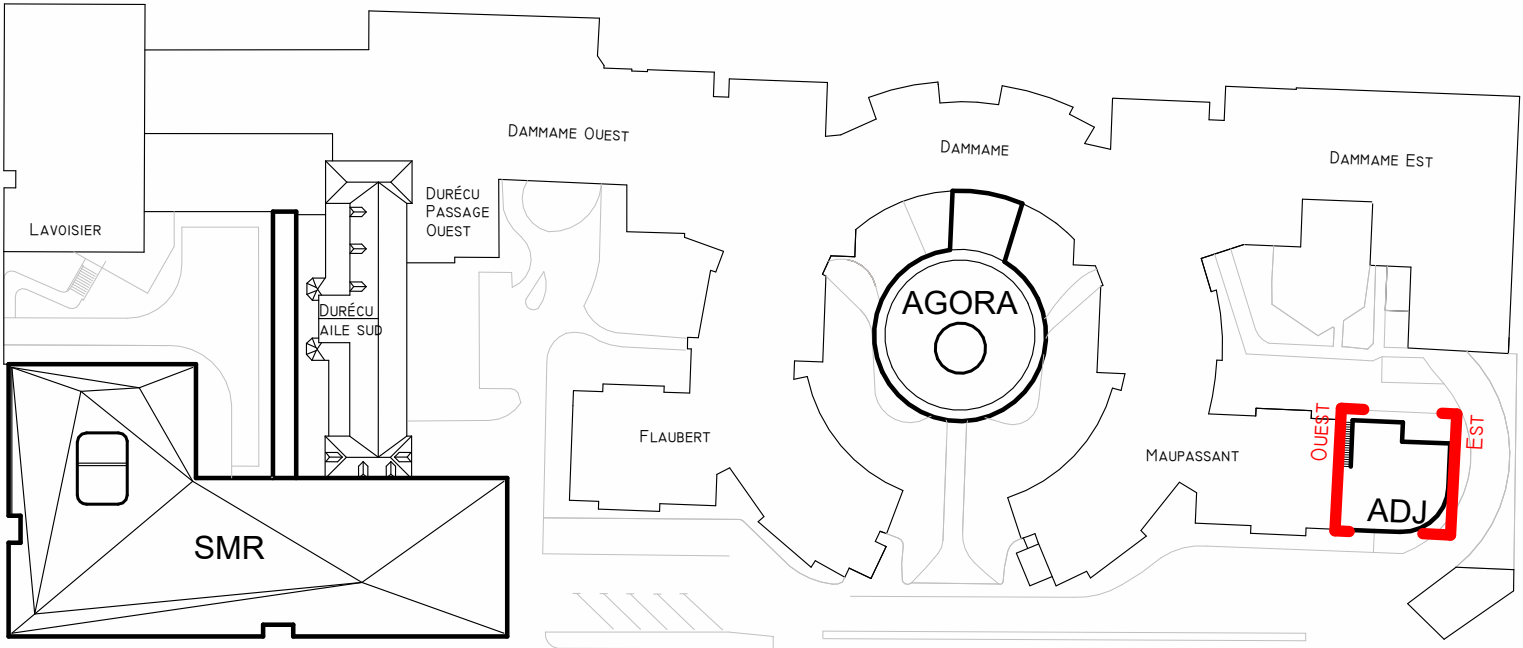 DAMMAME OUEST
DAMMAME
DAMMAME EST
DURÉCU
PASSAGE
OUEST
LAVOISIER
AGORA
DURÉCU
AILE SUD
OUEST
EST
FLAUBERT
MAUPASSANT
ADJ
SMR